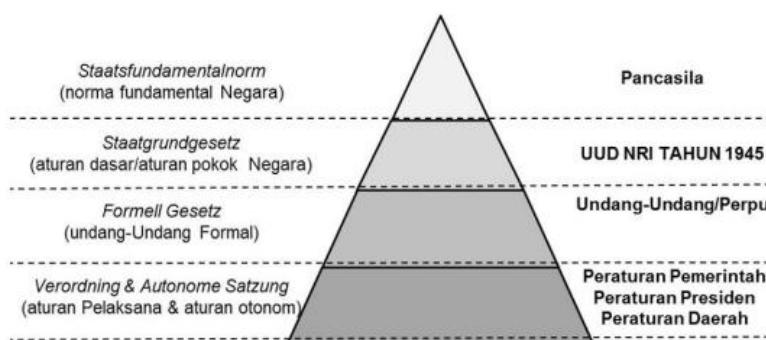 Staatsfundamentalnorm
(norma fundamental Negara)
Pancasila
Staatgrundgesetz
(aturan dasar/aturan pokok Negara)
UUD NRI TAHUN 1945
Formell Gesetz
(undang-Undang Formal)
Undang-Undang/Perpu
Verordning & Autonome Satzung
(aturan Pelaksana & aturan otonom)
Peraturan Pemerintah
Peraturan Presiden
Peraturan Daerah